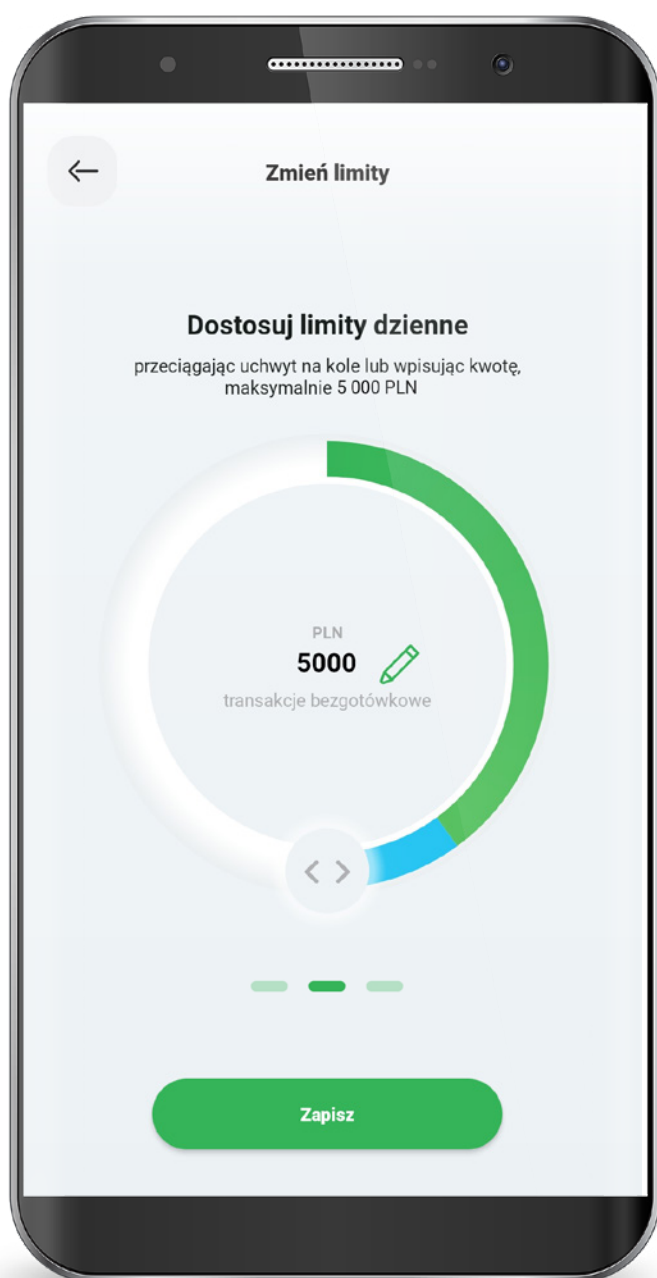 Zmień limity
Dostosuj limity dzienne
przeciągając uchwyt na kole lub wpisując kwotę,
maksymalnie 5 000 PLN
PLN
5000
transakcje bezgotówkowe
Zapisz